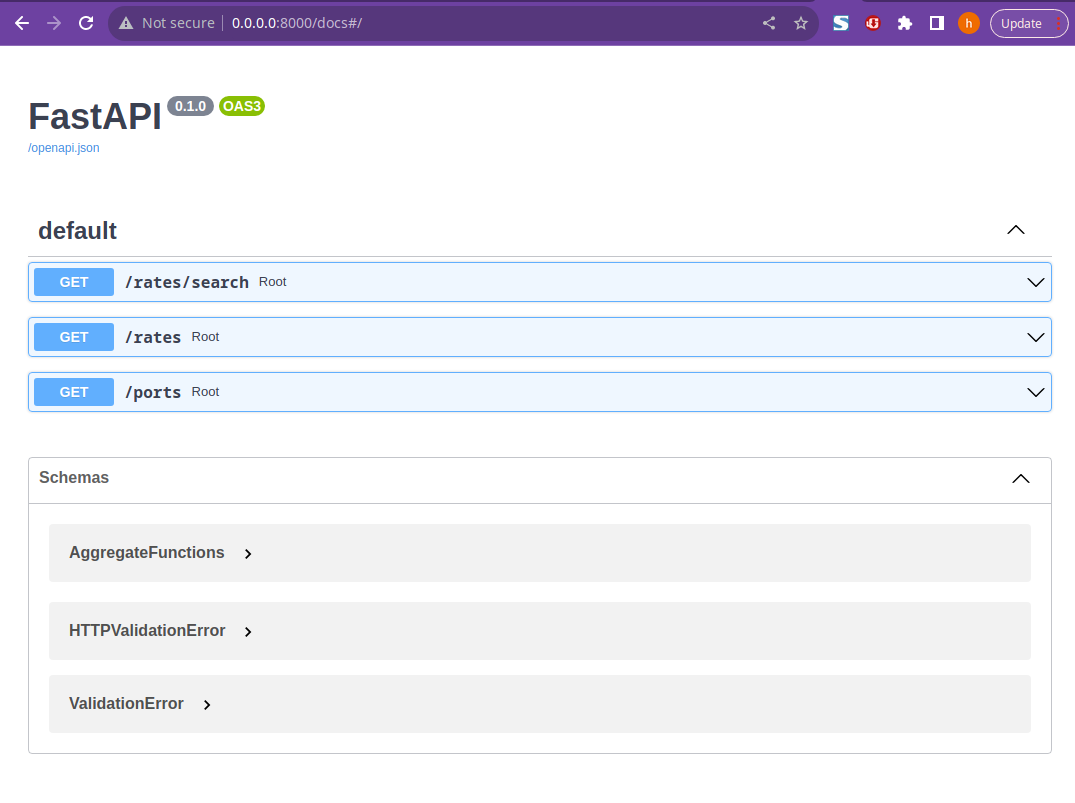 Not secure 0.0.0.0:8000/docs#/ h Update
FastAPI 0.1.0 OAS3
/openapi.json
default
GET /rates/search Root
GET /rates Root
GET /ports Root
Schemas
AggregateFunctions
HTTPValidationError
ValidationError